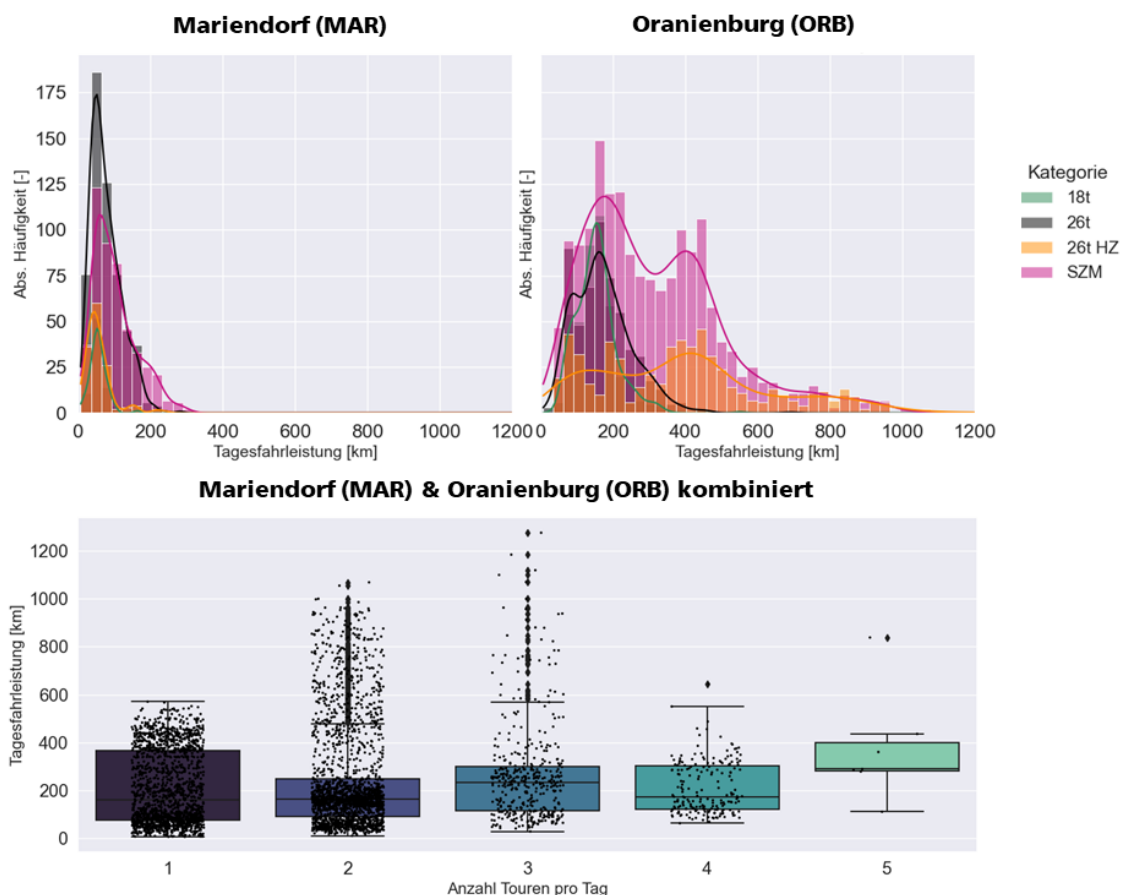 Mariendorf (MAR)
Oranienburg (ORB)
Abs. Häufigkeit [-]
175
150
125
100
75
50
25
0
0 200 400 600 800 1000 1200
Tagesfahrleistung [km]
Abs. Häufigkeit [-]
0 200 400 600 800 1000 1200
Tagesfahrleistung [km]
Kategorie
18t
26t
26t HZ
SZM
Mariendorf (MAR) & Oranienburg (ORB) kombiniert
Tagesfahrleistung [km]
1200
1000
800
600
400
200
0
1 2 3 4 5
Anzahl Touren pro Tag